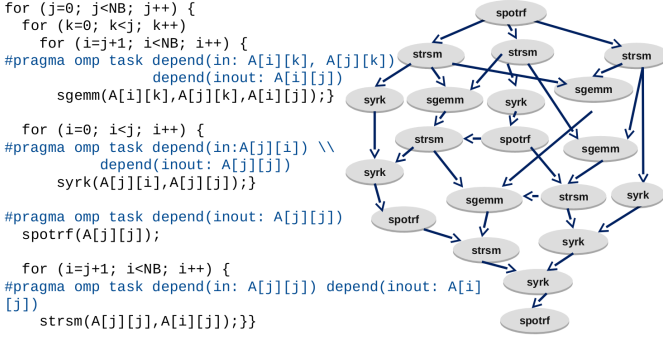 for (j=0; j<NB; j++) {
  for (k=0; k<j; k++)
    for (i=j+1; i<NB; i++) {
#pragma omp task depend(in: A[i][k], A[j][k])
               depend(inout: A[i][j])
      sgemm(A[i][k],A[j][k],A[i][j]);}
  for (i=0; i<j; i++) {
#pragma omp task depend(in:A[j][i]) \\
          depend(inout: A[j][j])
      syrk(A[j][i],A[j][j]);}
#pragma omp task depend(inout: A[j][j])
  spotrf(A[j][j]);
  for (i=j+1; i<NB; i++) {
#pragma omp task depend(in: A[j][j]) depend(inout: A[i]
[j])
    strsm(A[j][j],A[i][j]);}}
spotrf
strsm
strsm
strsm
syrk
sgemm
syrk
sgemm
strsm
spotrf
sgemm
syrk
spotrf
sgemm
strsm
syrk
strsm
syrk
syrk
spotrf